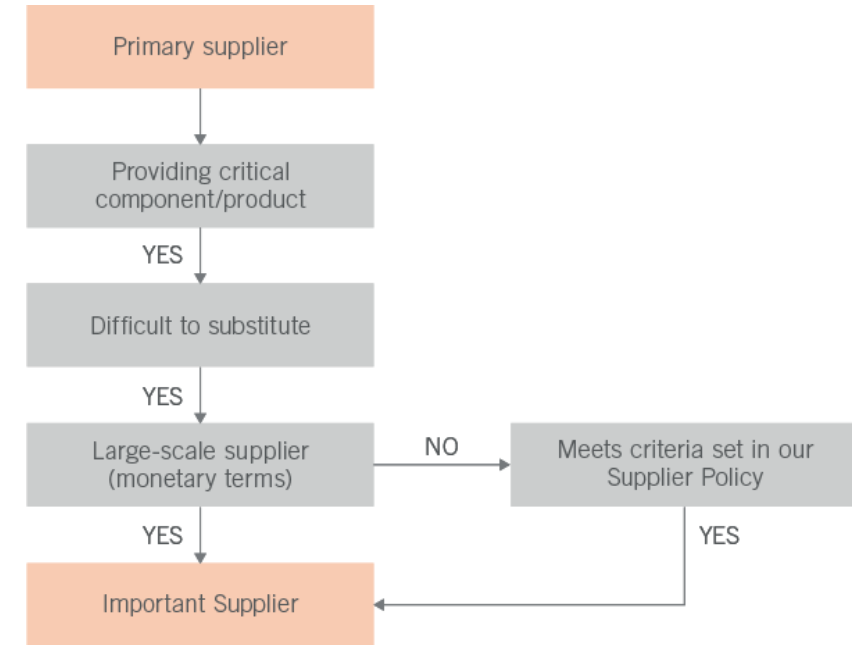 Primary supplier
Providing critical
component/product
YES
Difficult to substitute
YES
Large-scale supplier
(monetary terms)
NO
Meets criteria set in our
Supplier Policy
YES
YES
Important Supplier